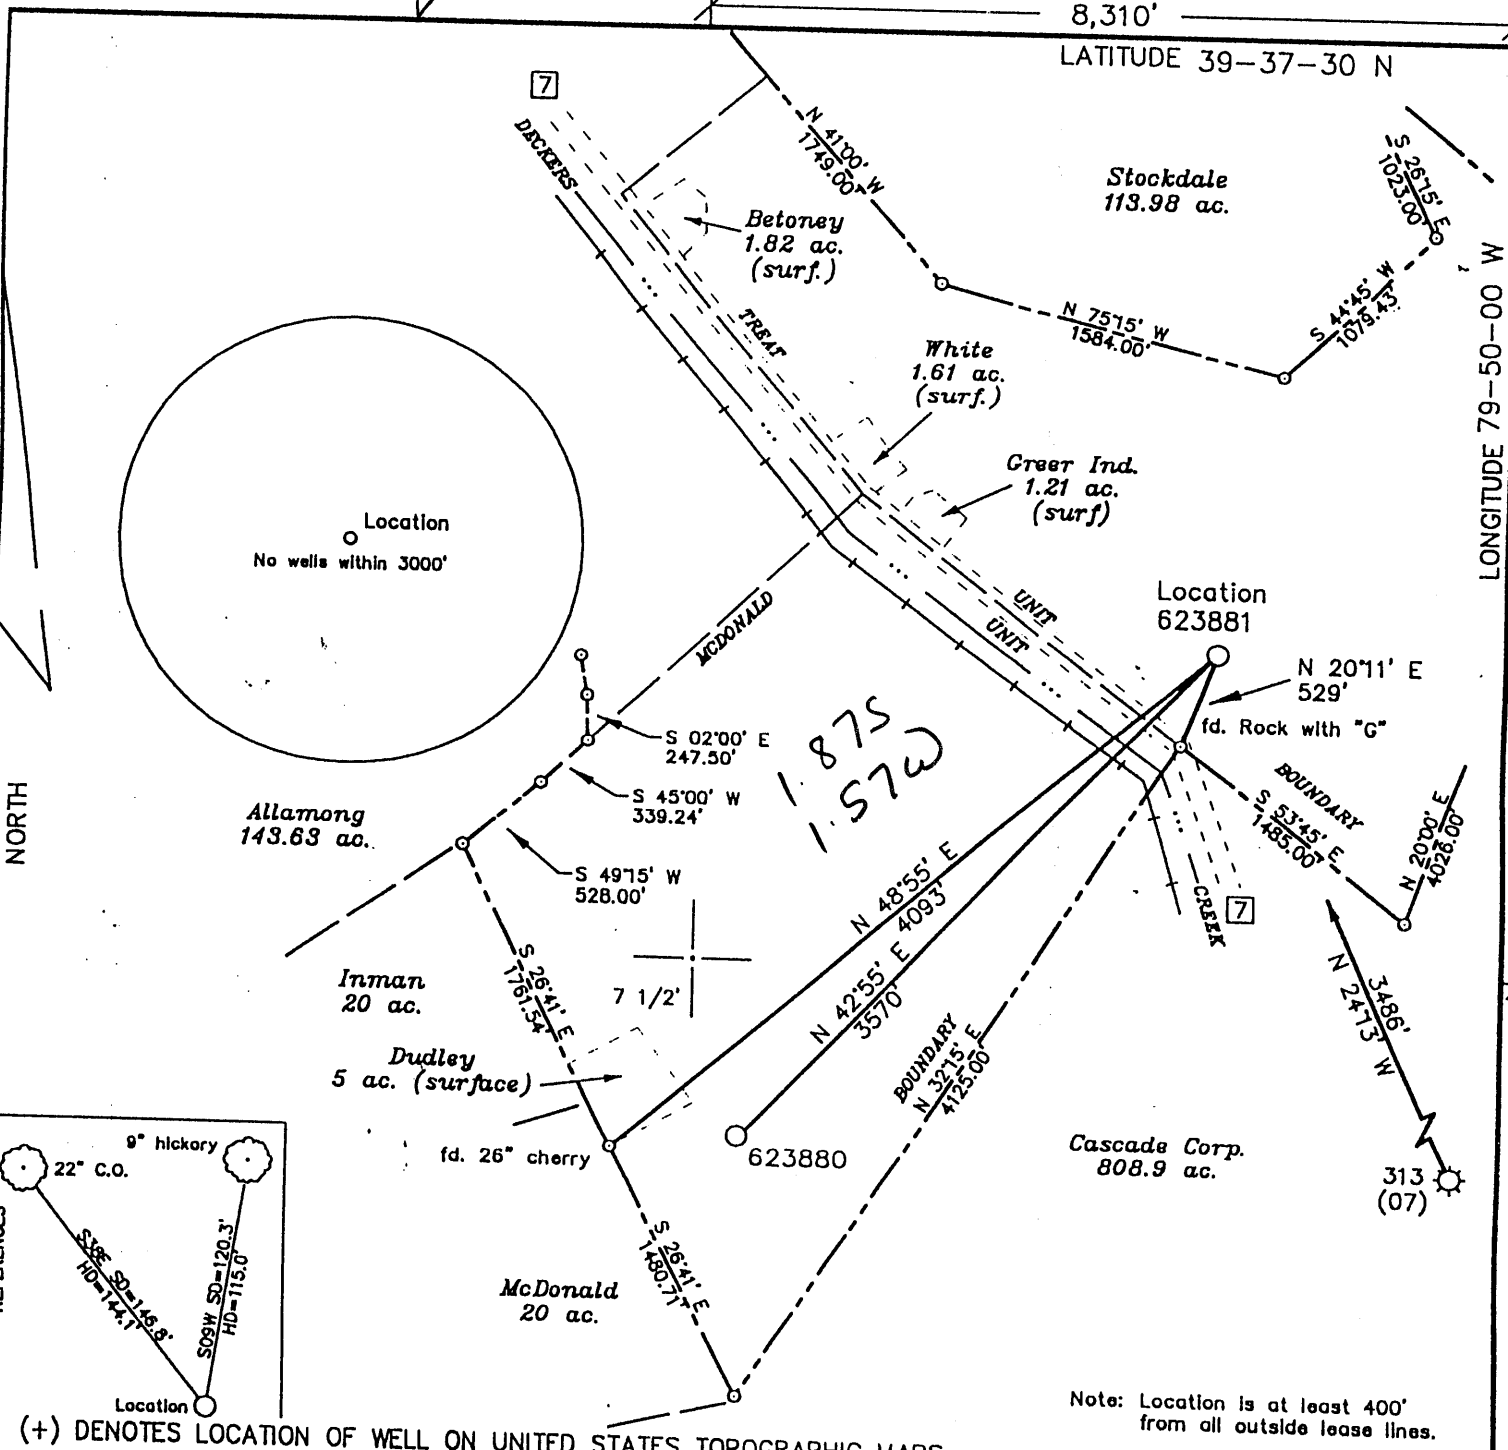 8,310'
LATITUDE 39-37-30 N
7
DECKERS
N 41°00' W
1749.00'
Stockdale
113.98 ac.
S 26°15' E
1023.00'
Betoney
1.82 ac.
(surf.)
LONGITUDE 79-50-00 W
N 75°15' W
1584.00'
S 44°45' W
1079.43'
TREAT
White
1.61 ac.
(surf.)
Greer Ind.
1.21 ac.
(surf)
Location
No wells within 3000'
MCDONALD
UNIT
UNIT
Location
623881
N 20°11' E
529'
fd. Rock with "G"
S 02°00' E
247.50'
1.87S
1.57W
BOUNDARY
S 53°45' E
1485.00'
N 20°00' E
4026.00'
S 45°00' W
339.24'
Allamong
143.63 ac.
NORTH
S 49°15' W
528.00'
N 48°55' E
4093'
CREEK
7
N 42°55' E
3570'
S 26°41' E
1761.54'
Inman
20 ac.
7 1/2'
3486'
N 24°13' W
Dudley
5 ac. (surface)
BOUNDARY
N 32°15' E
4125.00'
fd. 26" cherry
623880
Cascade Corp.
808.9 ac.
313
(07)
9" hickory
22" C.O.
REFERENCES
S38E SD=146.8'
HD=144.1'
S09W SD=120.3'
HD=115.0'
Location
S 26°41' E
1480.71'
McDonald
20 ac.
Note: Location is at least 400'
from all outside lease lines.
(+) DENOTES LOCATION OF WELL ON UNITED STATES TOPOGRAPHIC MAPS